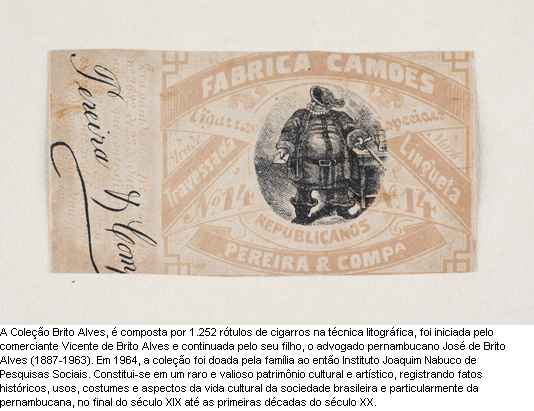 FABRICA CAMOES
Cigarros especiaes
Travessa do
Lingueta
No. 14 & 14
REPUBLICANOS
PEREIRA & COMPA
Pereira & Comp
A Coleção Brito Alves, é composta por 1.252 rótulos de cigarros na técnica litográfica, foi iniciada pelo
comerciante Vicente de Brito Alves e continuada pelo seu filho, o advogado pernambucano José de Brito
Alves (1887-1963). Em 1964, a coleção foi doada pela família ao então Instituto Joaquim Nabuco de
Pesquisas Sociais. Constitui-se em um raro e valioso patrimônio cultural e artístico, registrando fatos
históricos, usos, costumes e aspectos da vida cultural da sociedade brasileira e particularmente da
pernambucana, no final do século XIX até as primeiras décadas do século XX.